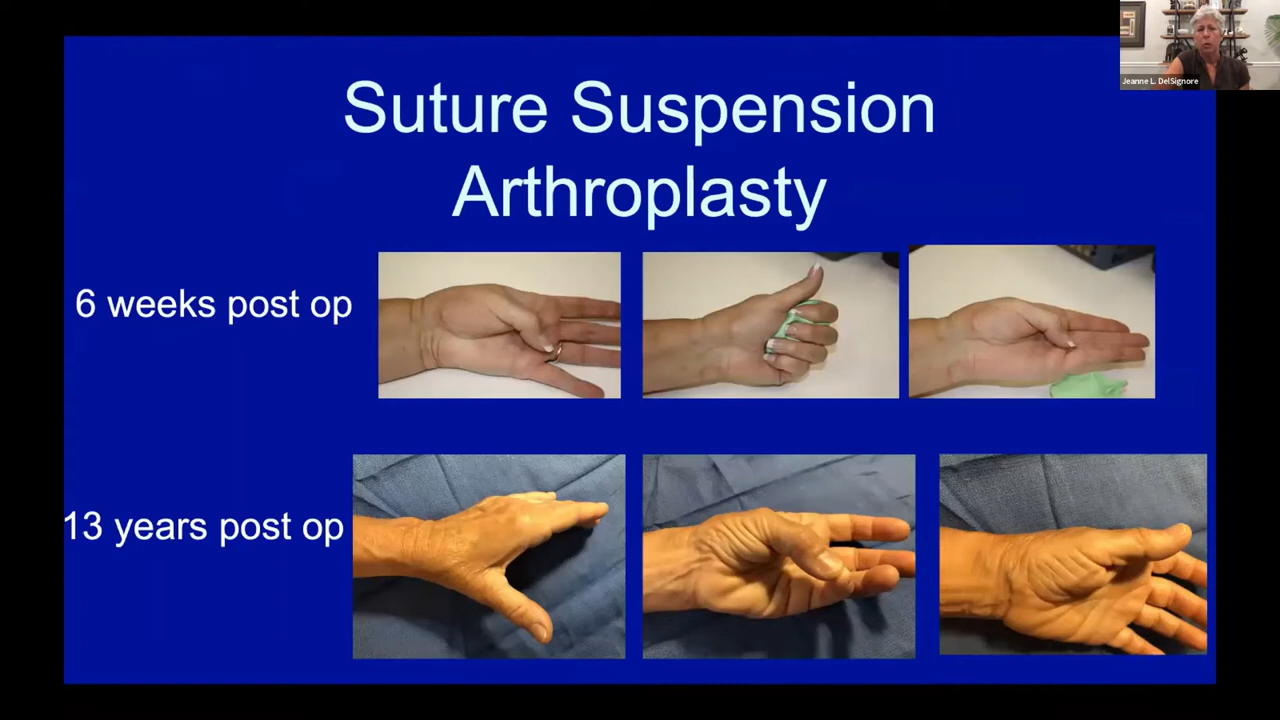 Jeanne L. DelSignore
Suture Suspension
Arthroplasty
6 weeks post op
13 years post op